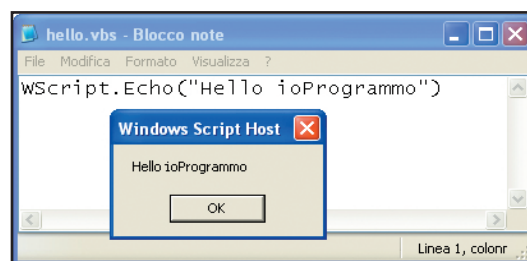 hello.vbs - Blocco note
File Modifica Formato Visualizza ?
WScript.Echo("Hello ioProgrammo")
Windows Script Host
Hello ioProgrammo
OK
Linea 1, colonr